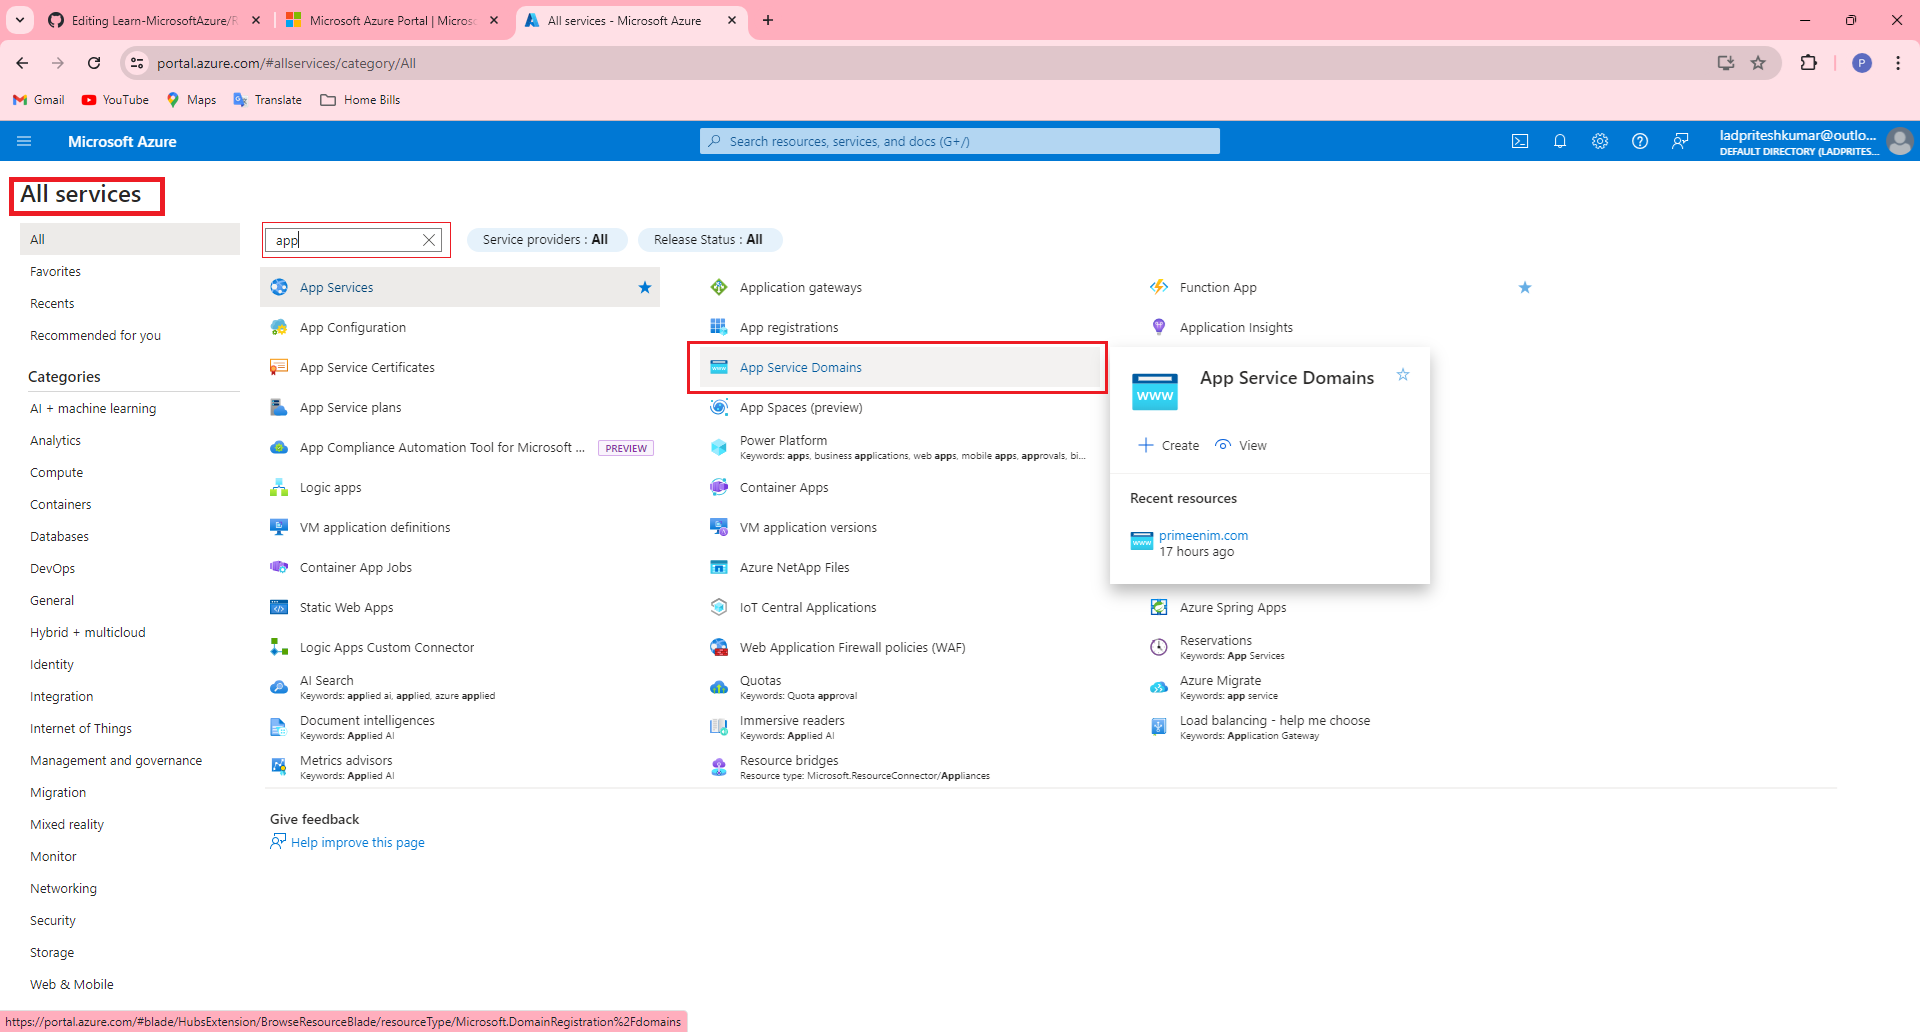 Editing Learn-MicrosoftAzure/R
Microsoft Azure Portal | Micros
All services - Microsoft Azure
portal.azure.com/#allservices/category/All
P
Gmail
YouTube
Maps
Translate
Home Bills
Microsoft Azure
Search resources, services, and docs (G+/)
ladpriteshkumar@outlo...
DEFAULT DIRECTORY (LADPRITES...
All services
All
Favorites
Recents
Recommended for you
Categories
AI + machine learning
Analytics
Compute
Containers
Databases
DevOps
General
Hybrid + multicloud
Identity
Integration
Internet of Things
Management and governance
Migration
Mixed reality
Monitor
Networking
Security
Storage
Web & Mobile
app
Service providers : All
Release Status : All
App Services
Application gateways
Function App
App Configuration
App registrations
Application Insights
App Service Certificates
App Service Domains
App Service plans
App Spaces (preview)
App Compliance Automation Tool for Microsoft ...
PREVIEW
Power Platform
Keywords: apps, business applications, web apps, mobile apps, approvals, bi...
Logic apps
Container Apps
VM application definitions
VM application versions
Container App Jobs
Azure NetApp Files
Static Web Apps
IoT Central Applications
Azure Spring Apps
Logic Apps Custom Connector
Web Application Firewall policies (WAF)
Reservations
Keywords: App Services
AI Search
Keywords: applied ai, applied, azure applied
Quotas
Keywords: Quota approval
Azure Migrate
Keywords: app service
Document intelligences
Keywords: Applied AI
Immersive readers
Keywords: Applied AI
Load balancing - help me choose
Keywords: Application Gateway
Metrics advisors
Keywords: Applied AI
Resource bridges
Resource type: Microsoft.ResourceConnector/Appliances
www
App Service Domains
Create
View
Recent resources
www
primeenim.com
17 hours ago
Give feedback
Help improve this page
https://portal.azure.com/#blade/HubsExtension/BrowseResourceBlade/resourceType/Microsoft.DomainRegistration%2Fdomains